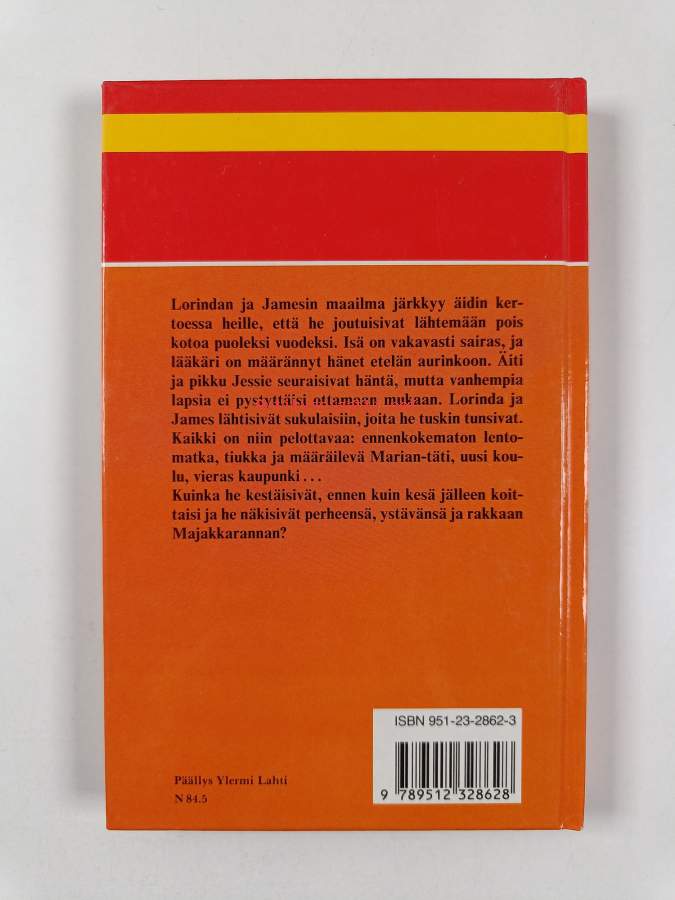 Lorindan ja Jamesin maailma järkkyy äidin ker-
toessa heille, että he joutuisivat lähtemään pois
kotoa puoleksi vuodeksi. Isä on vakavasti sairas, ja
lääkäri on määrännyt hänet etelän aurinkoon. Äiti
ja pikku Jessie seuraisivat häntä, mutta vanhempia
lapsia ei pystyttäisi ottamaan mukaan. Lorinda ja
James lähtisivät sukulaisiin, joita he tuskin tunsivat.
Kaikki on niin pelottavaa: ennenkokematon lento-
matka, tiukka ja määräilevä Marian-täti, uusi kou-
lu, vieras kaupunki...
Kuinka he kestäisivät, ennen kuin kesä jälleen koit-
taisi ja he näkisivät perheensä, ystävänsä ja rakkaan
Majakkarannan?
ISBN 951-23-2862-3
9 789512 328628
Päällys Ylermi Lahti
N 84.5